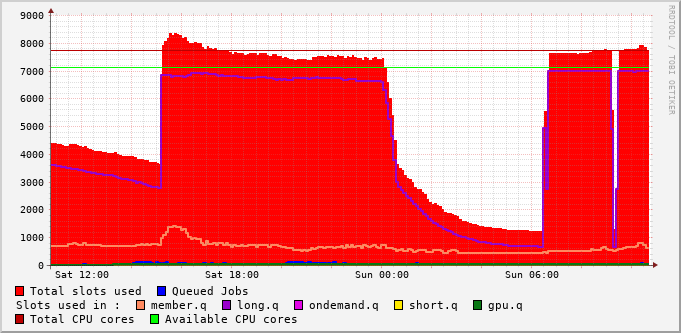 9000
8000
7000
6000
5000
4000
3000
2000
1000
0
Sat 12:00 Sat 18:00 Sun 00:00 Sun 06:00
RRDTOOL / TOBI OETIKER
Total slots used Queued Jobs
Slots used in : member.q long.q ondemand.q short.q gpu.q
Total CPU cores Available CPU cores